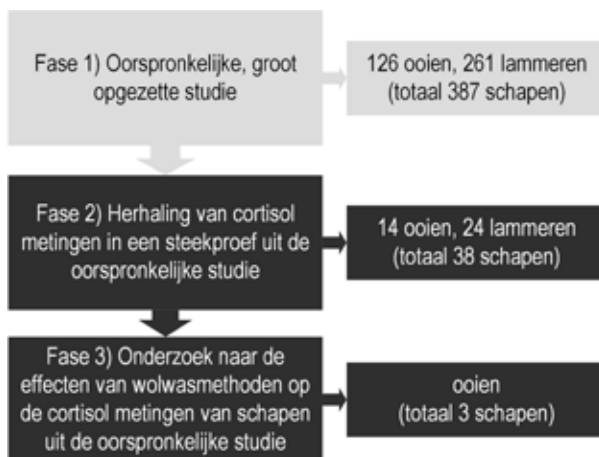 Fase 1) Oorspronkelijke, groot
opgezette studie
126 ooien, 261 lammeren
(totaal 387 schapen)
Fase 2) Herhaling van cortisol
metingen in een steekproef uit de
oorspronkelijke studie
14 ooien, 24 lammeren
(totaal 38 schapen)
Fase 3) Onderzoek naar de
effecten van wolwasmethoden op
de cortisol metingen van schapen
uit de oorspronkelijke studie
ooien
(totaal 3 schapen)